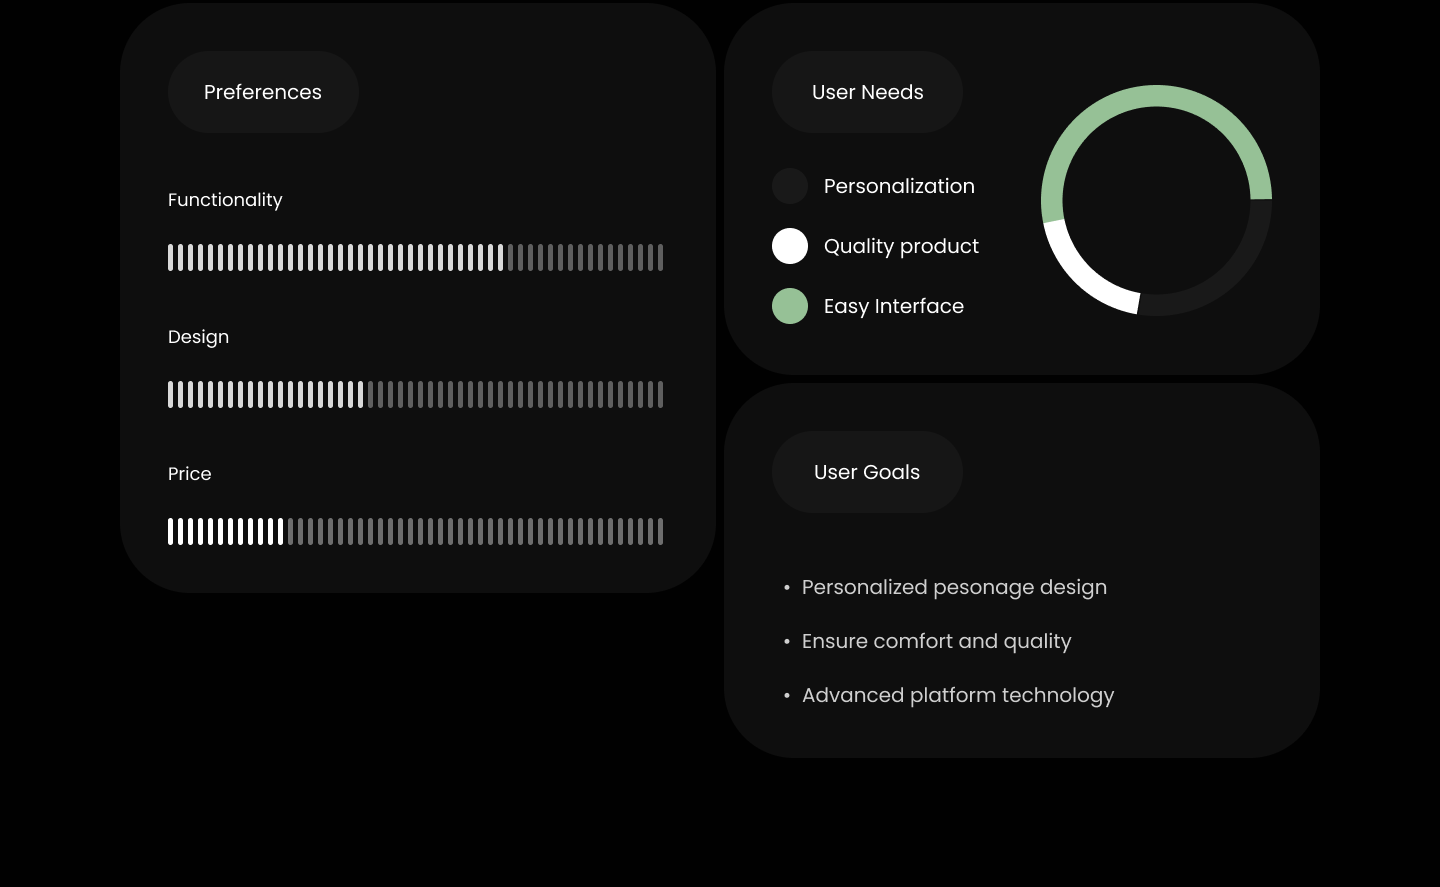 Preferences
Functionality
Design
Price
User Needs
Personalization
Quality product
Easy Interface
User Goals
• Personalized pesonage design
• Ensure comfort and quality
• Advanced platform technology